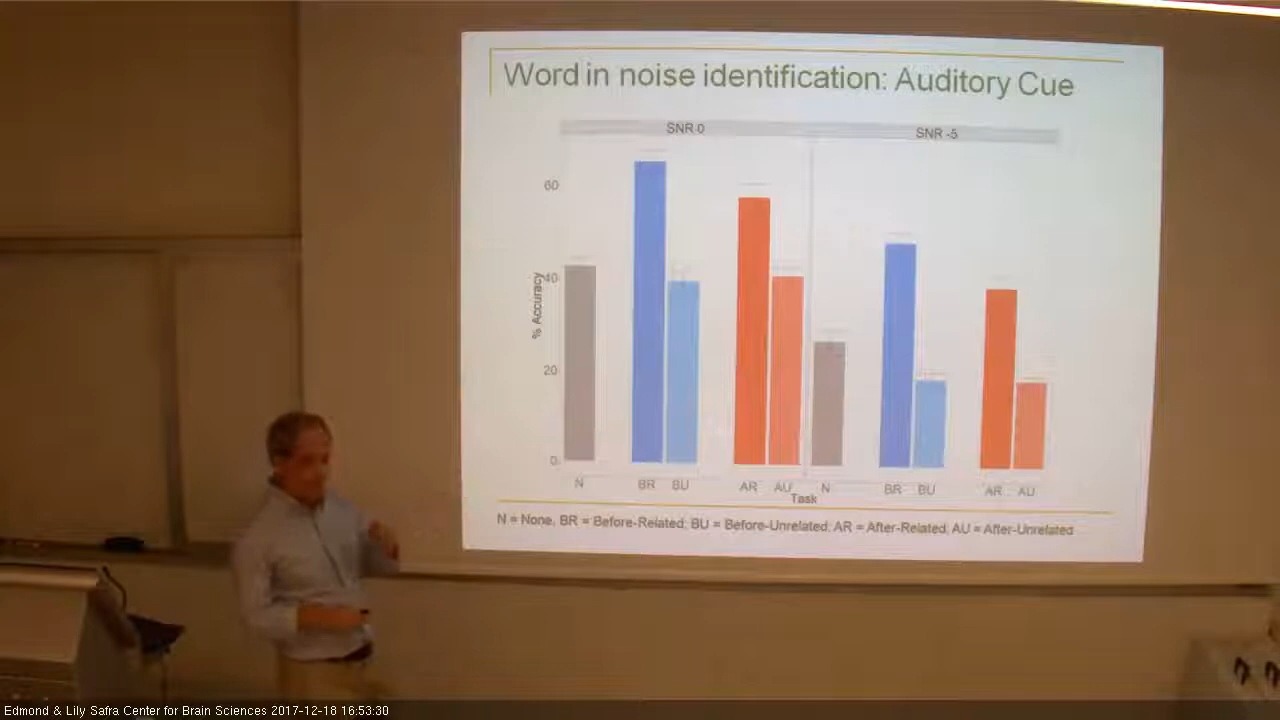 Word in noise identification: Auditory Cue
SNR 0
SNR -5
60
40
20
0
% Accuracy
N BR BU AR AU N BR BU AR AU
Task
N = None, BR = Before-Related; BU = Before-Unrelated; AR = After-Related; AU = After-Unrelated
Edmond & Lily Safra Center for Brain Sciences 2017-12-18 16:53:30